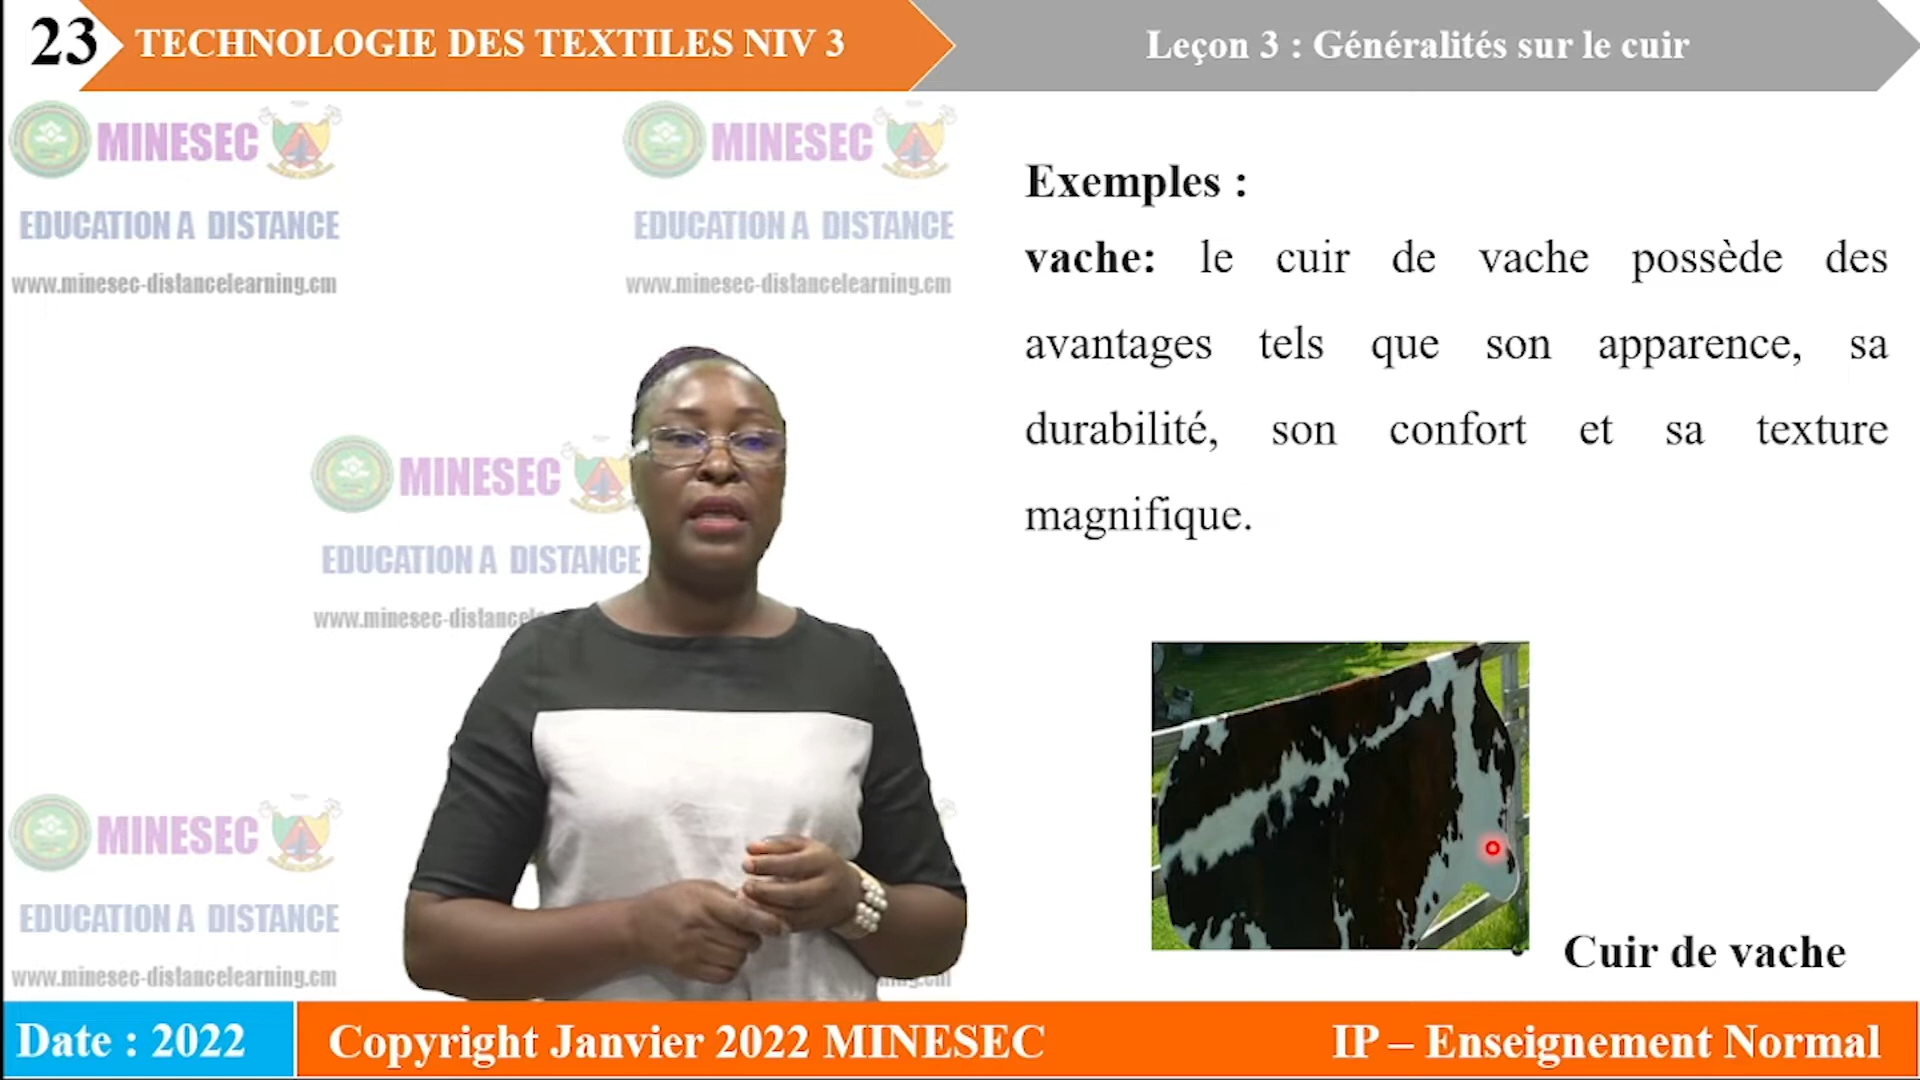 23
TECHNOLOGIE DES TEXTILES NIV 3
Leçon 3 : Généralités sur le cuir
MINESEC
EDUCATION A DISTANCE
www.minesec-distancelearning.cm
MINESEC
EDUCATION A DISTANCE
www.minesec-distancelearning.cm
Exemples :
vache: le cuir de vache possède des
avantages tels que son apparence, sa
durabilité, son confort et sa texture
magnifique.
MINESEC
EDUCATION A DISTANCE
www.minesec-distancel
MINESEC
EDUCATION A DISTANCE
www.minesec-distancelearning.cm
Cuir de vache
Date : 2022
Copyright Janvier 2022 MINESEC
IP – Enseignement Normal